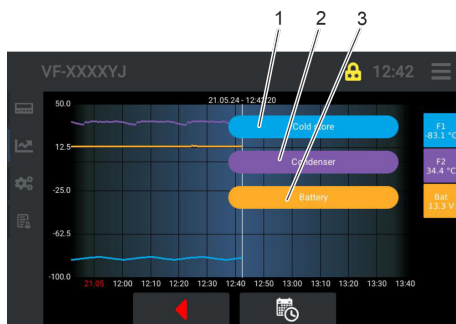 1 2 3
VF-XXXXYJ
12:42
21.05.24 - 12:42:20
50.0
12.5
-25.0
-62.5
-100.0
Cold store
Condenser
Battery
F1
-83.1 °C
F2
34.4 °C
Bat
13.3 V
21.05 12:00 12:10 12:20 12:30 12:40 12:50 13:00 13:10 13:20 13:30 13:40